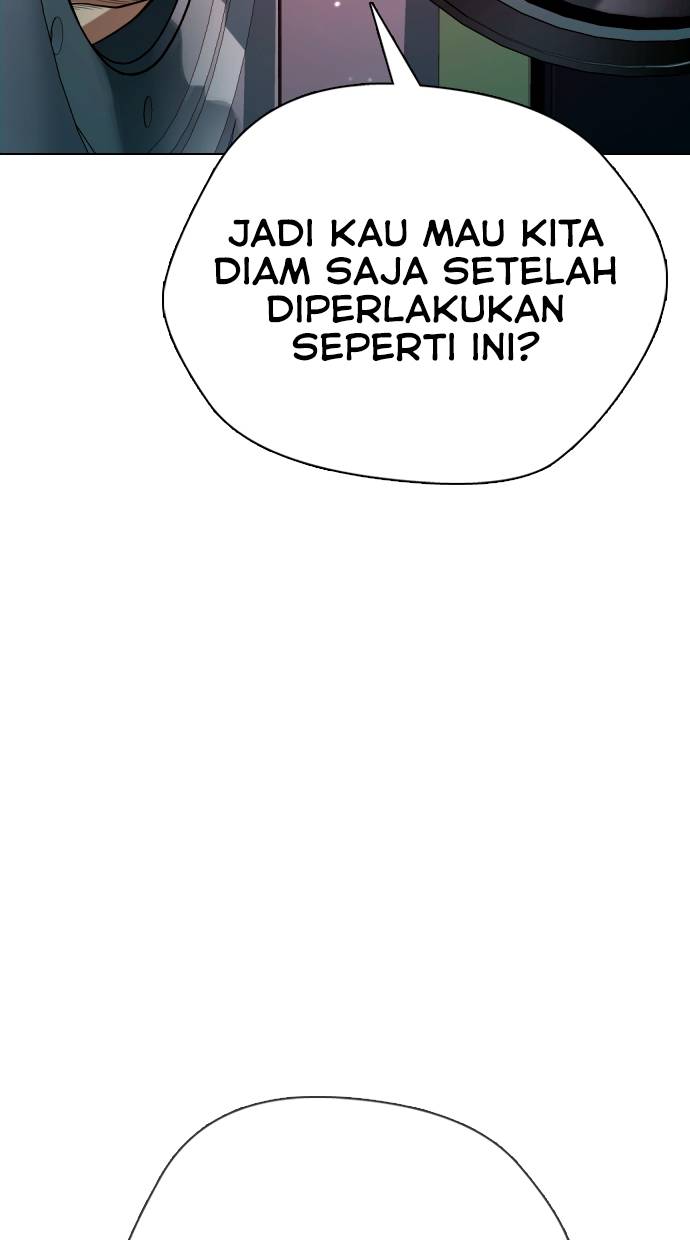 JADI KAU MAU KITA
DIAM SAJA SETELAH
DIPERLAKUKAN
SEPERTI INI?